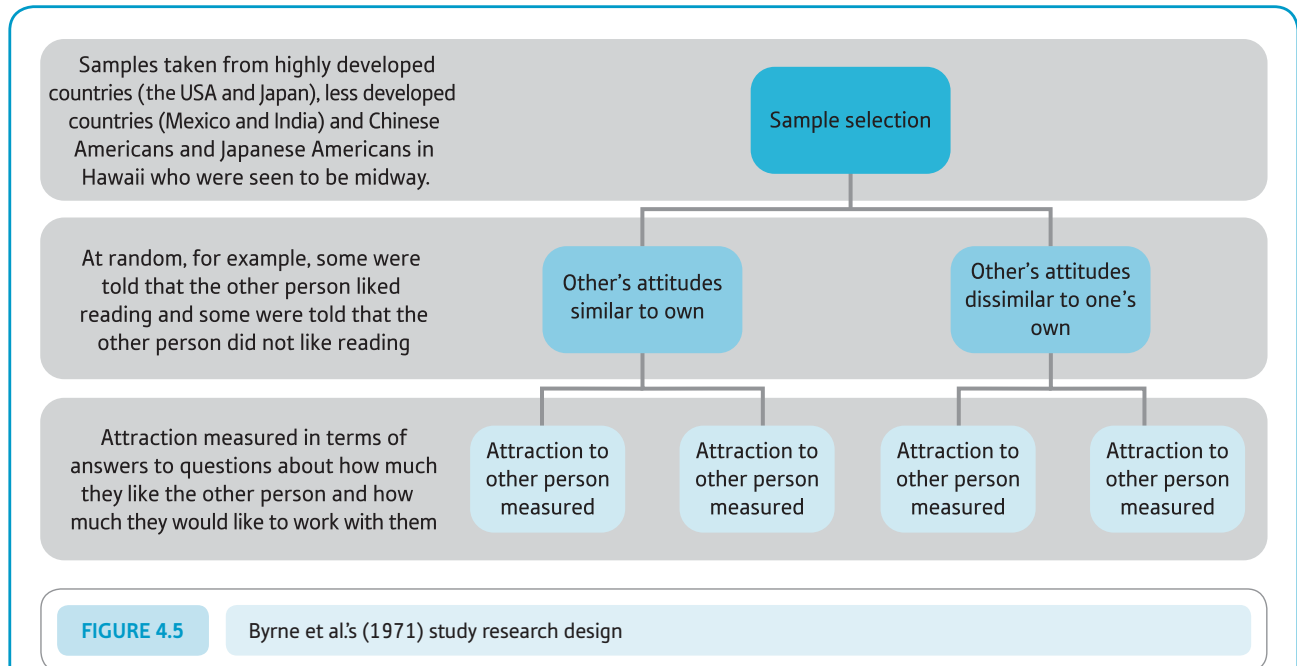 Samples taken from highly developed
countries (the USA and Japan), less developed
countries (Mexico and India) and Chinese
Americans and Japanese Americans in
Hawaii who were seen to be midway.
Sample selection
At random, for example, some were
told that the other person liked
reading and some were told that the
other person did not like reading
Other's attitudes
similar to own
Other's attitudes
dissimilar to one's
own
Attraction measured in terms of
answers to questions about how much
they like the other person and how
much they would like to work with them
Attraction to
other person
measured
Attraction to
other person
measured
Attraction to
other person
measured
Attraction to
other person
measured
FIGURE 4.5
Byrne et al.'s (1971) study research design